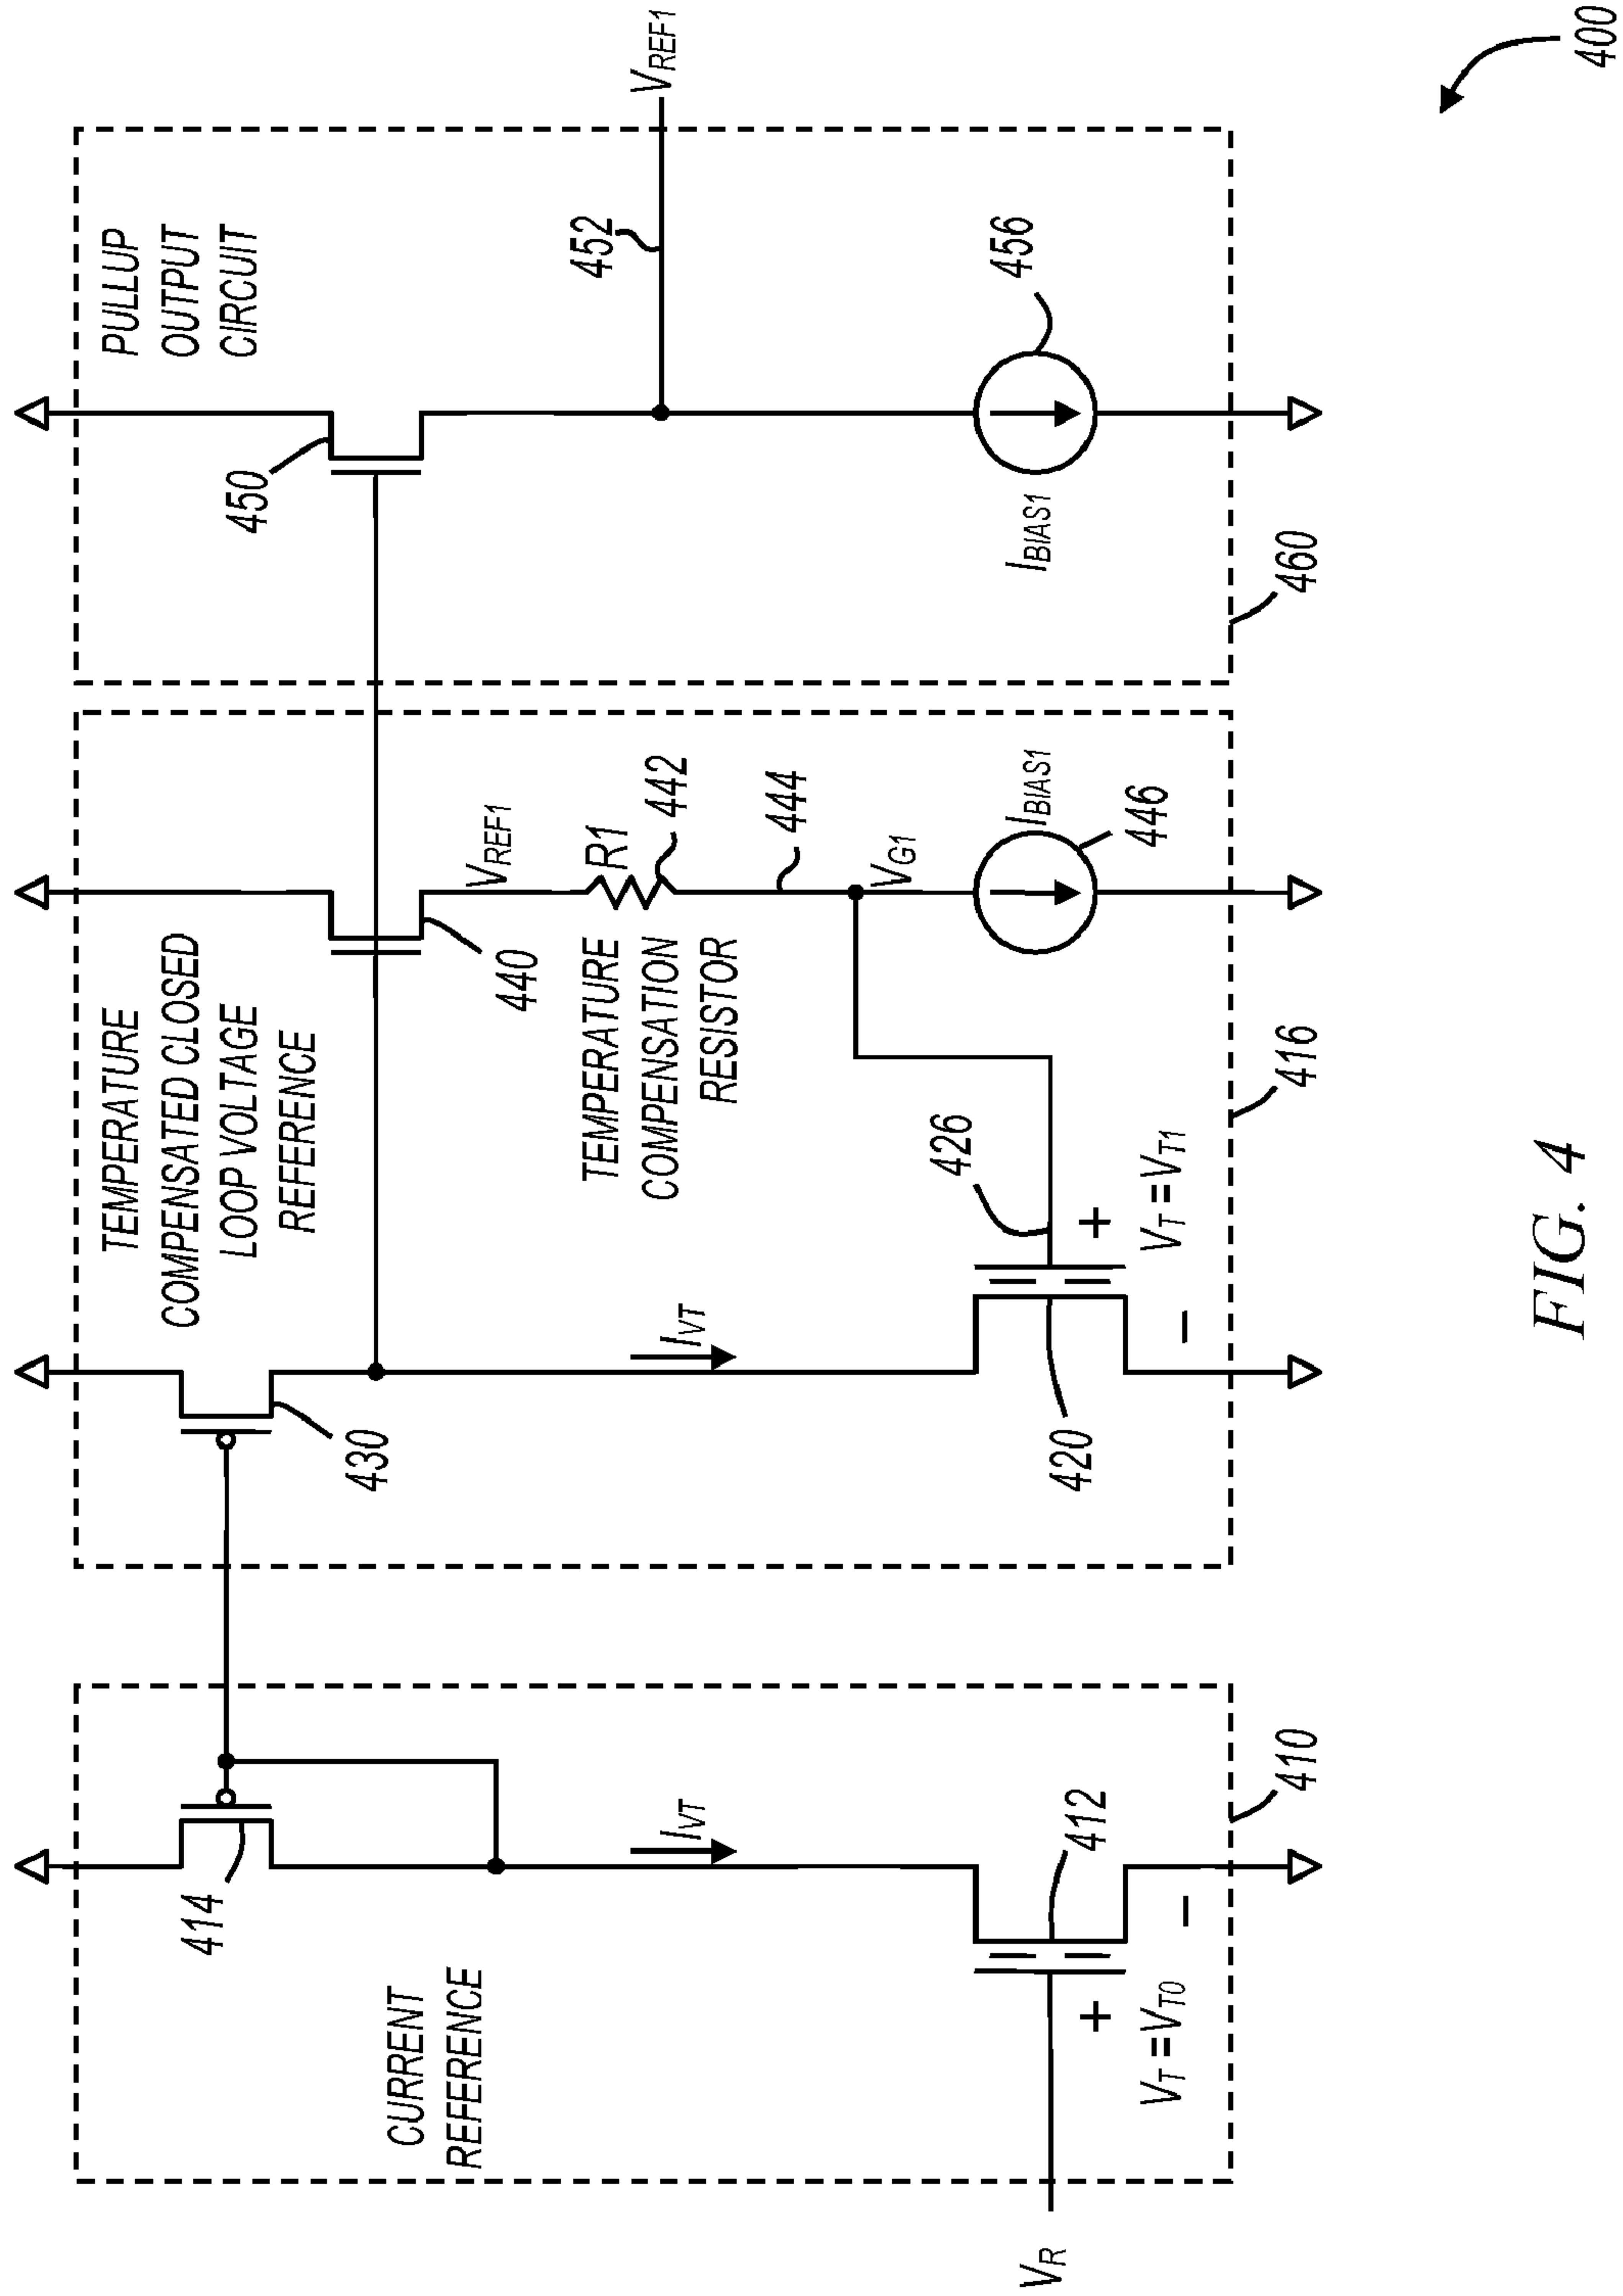 CURRENT
REFERENCE
414
I_VT
412
V_R
V_T=V_T0
+
−
410
TEMPERATURE
COMPENSATED CLOSED
LOOP VOLTAGE
REFERENCE
430
I_VT
420
426
V_T=V_T1
+
−
440
V_REF1
R1
442
TEMPERATURE
COMPENSATION
RESISTOR
444
V_G1
I_BIAS1
446
416
PULLUP
OUTPUT
CIRCUIT
450
452
V_REF1
456
I_BIAS1
460
400
FIG. 4